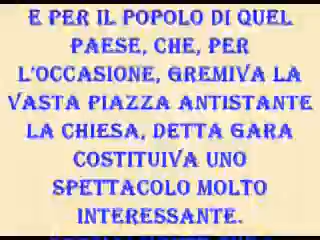 E PER IL POPOLO DI QUEL
PAESE, CHE, PER
L'OCCASIONE, GREMIVA LA
VASTA PIAZZA ANTISTANTE
LA CHIESA, DETTA GARA
COSTITUIVA UNO
SPETTACOLO MOLTO
INTERESSANTE.